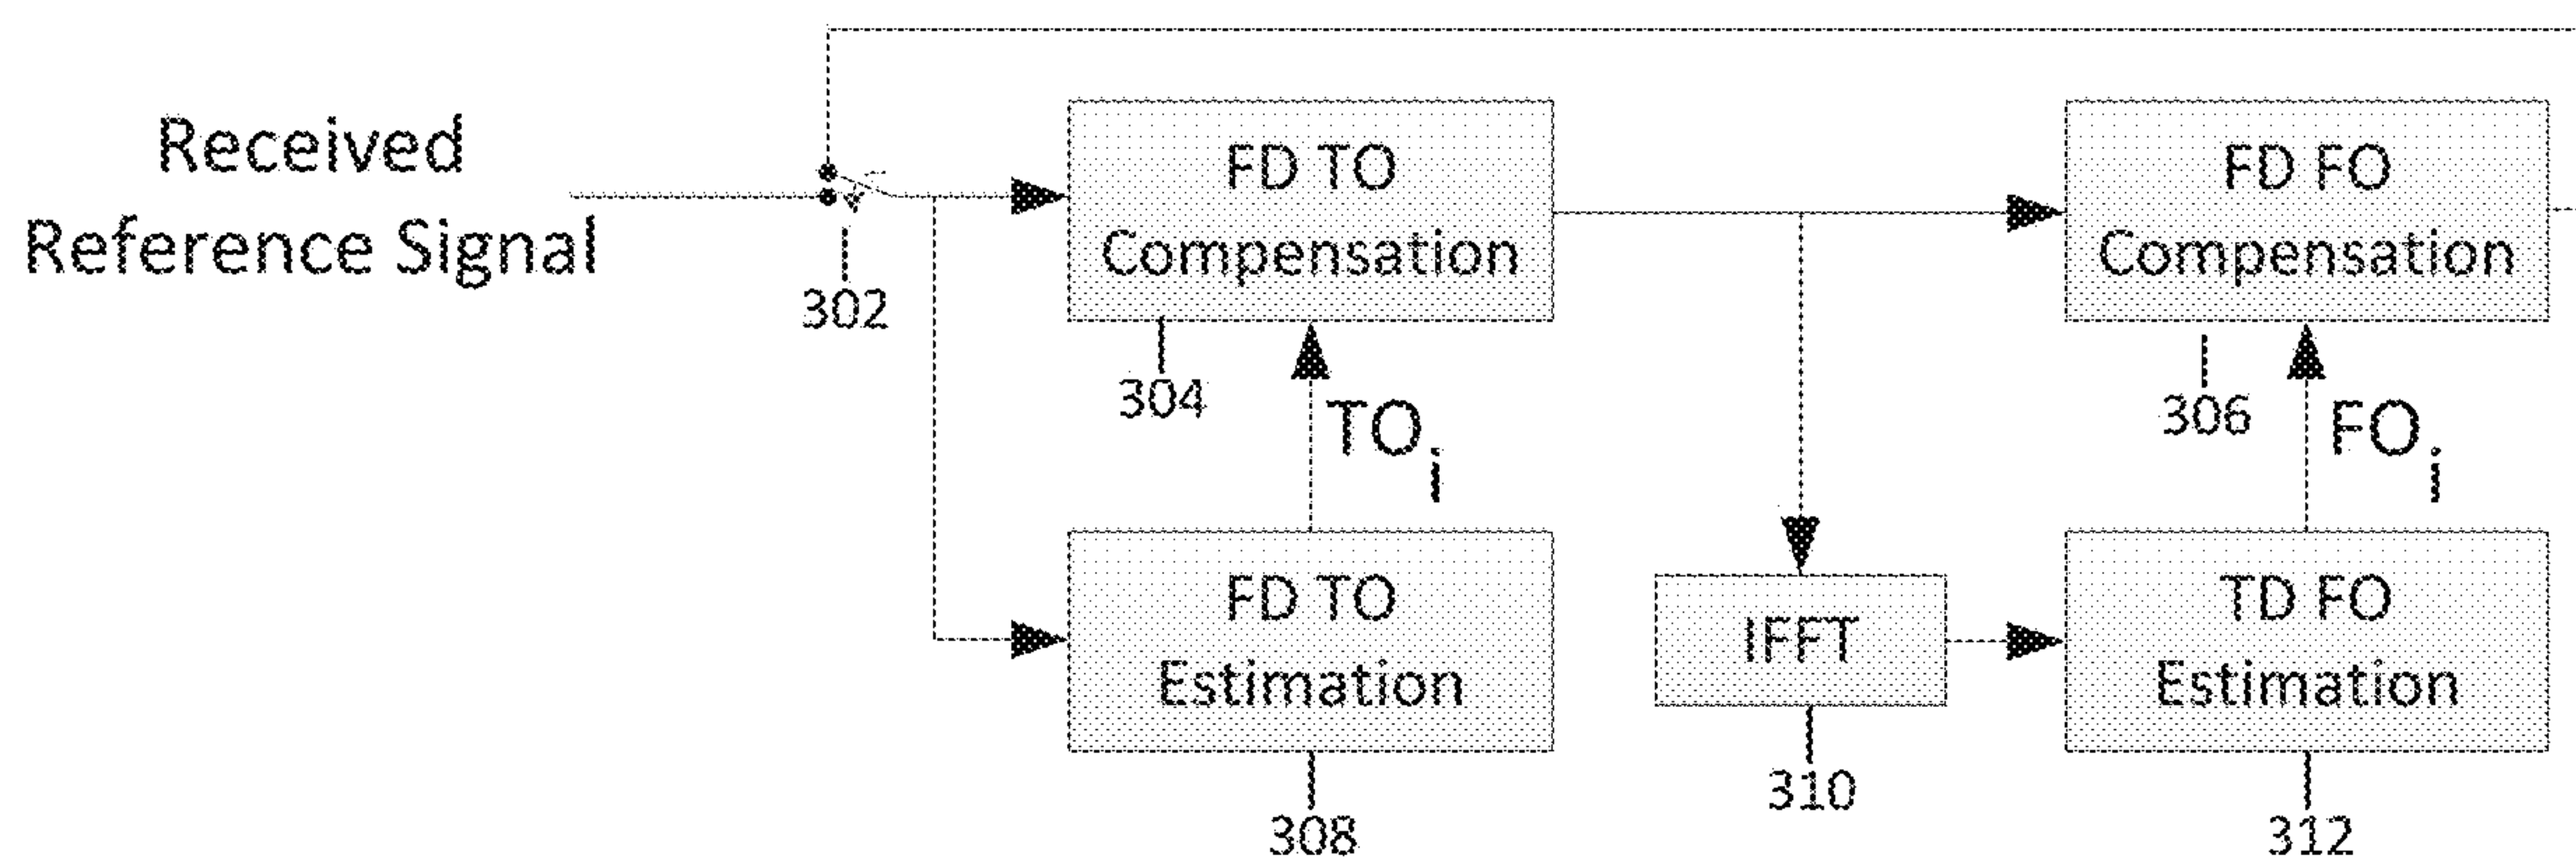 Received
Reference Signal
302
FD TO
Compensation
304
TOi
FD TO
Estimation
308
IFFT
310
FD FO
Compensation
306
FOi
TD FO
Estimation
312